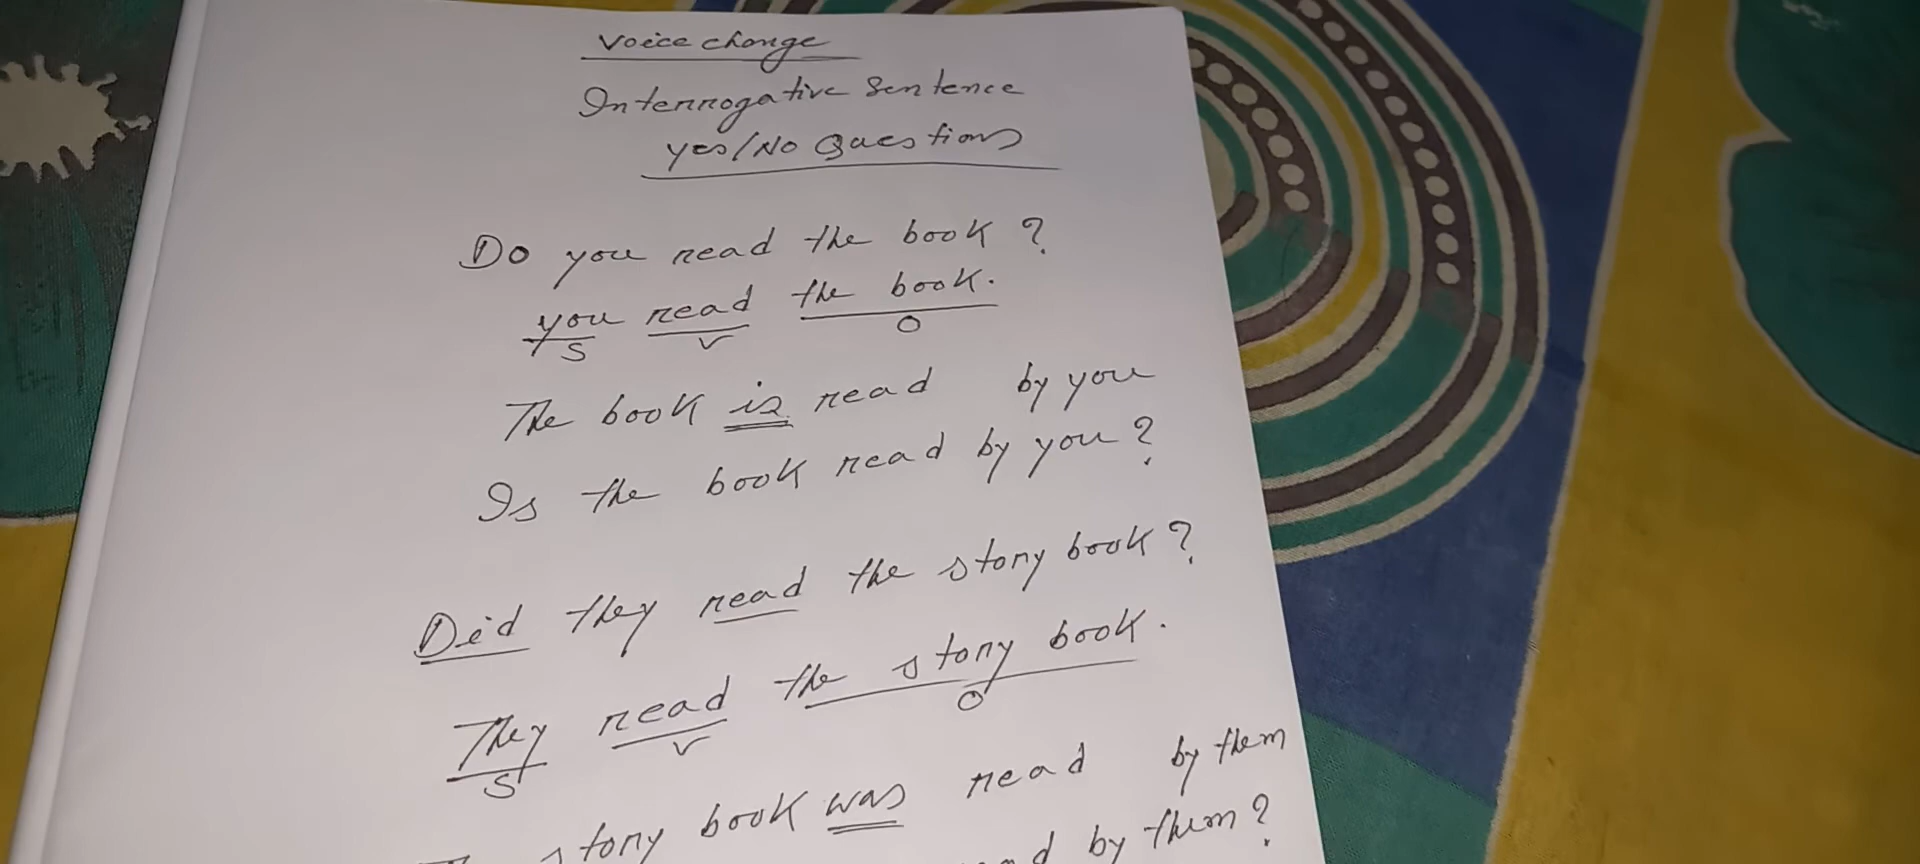 Voice change
Interrogative Sentence
yes/No Questions
Do you read the book?
you read the book.
S V O
The book is read by you
Is the book read by you?
Did they read the story book?
They read the story book.
S V O
story book was read by them
by them?